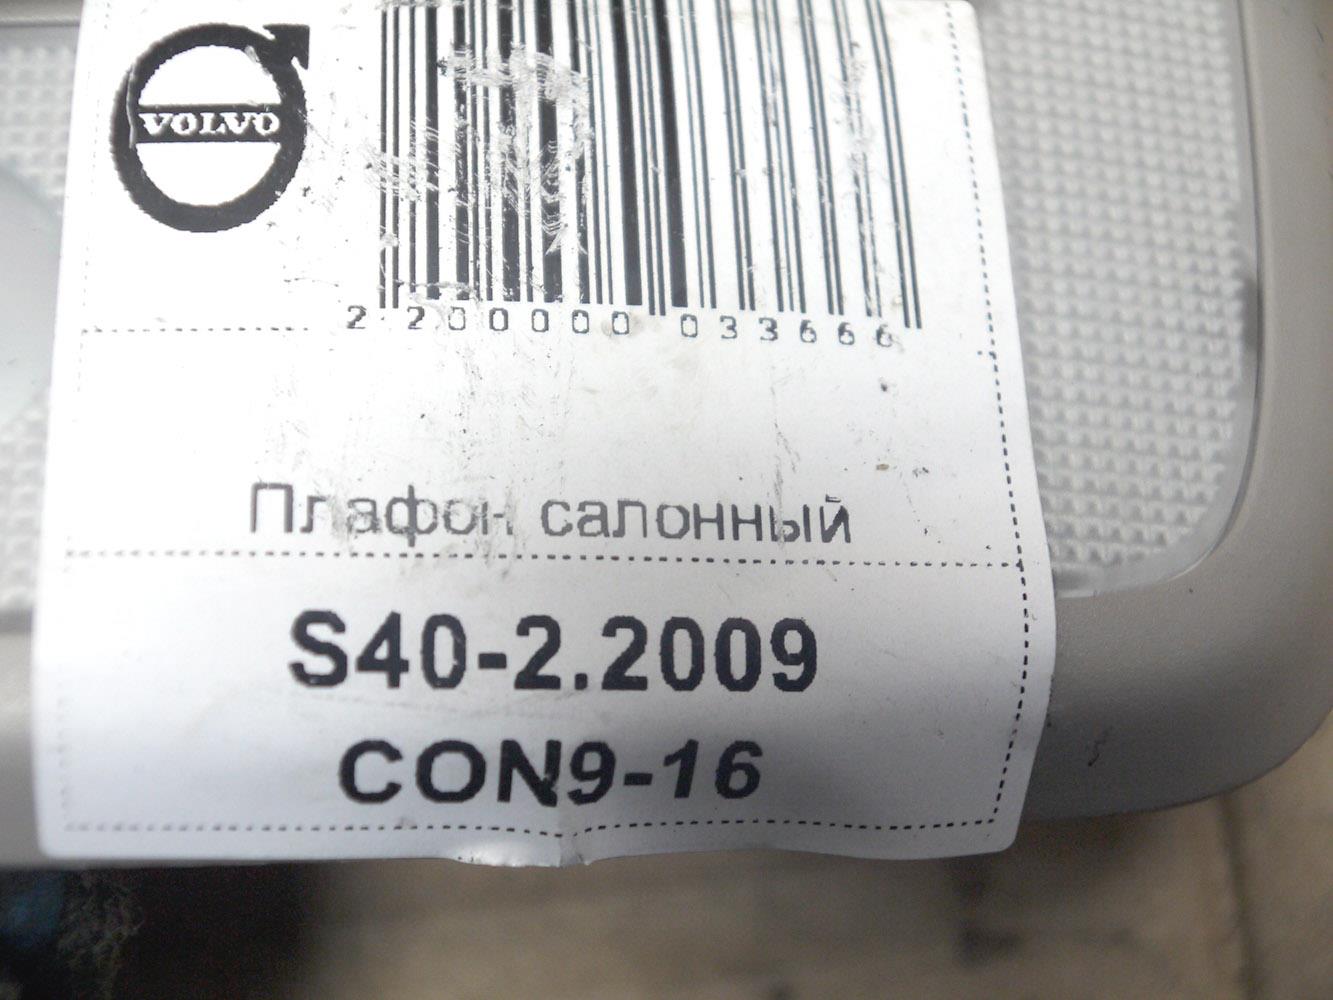 VOLVO
2 200000 033666
Плафон салонный
S40-2.2009
CON9-16